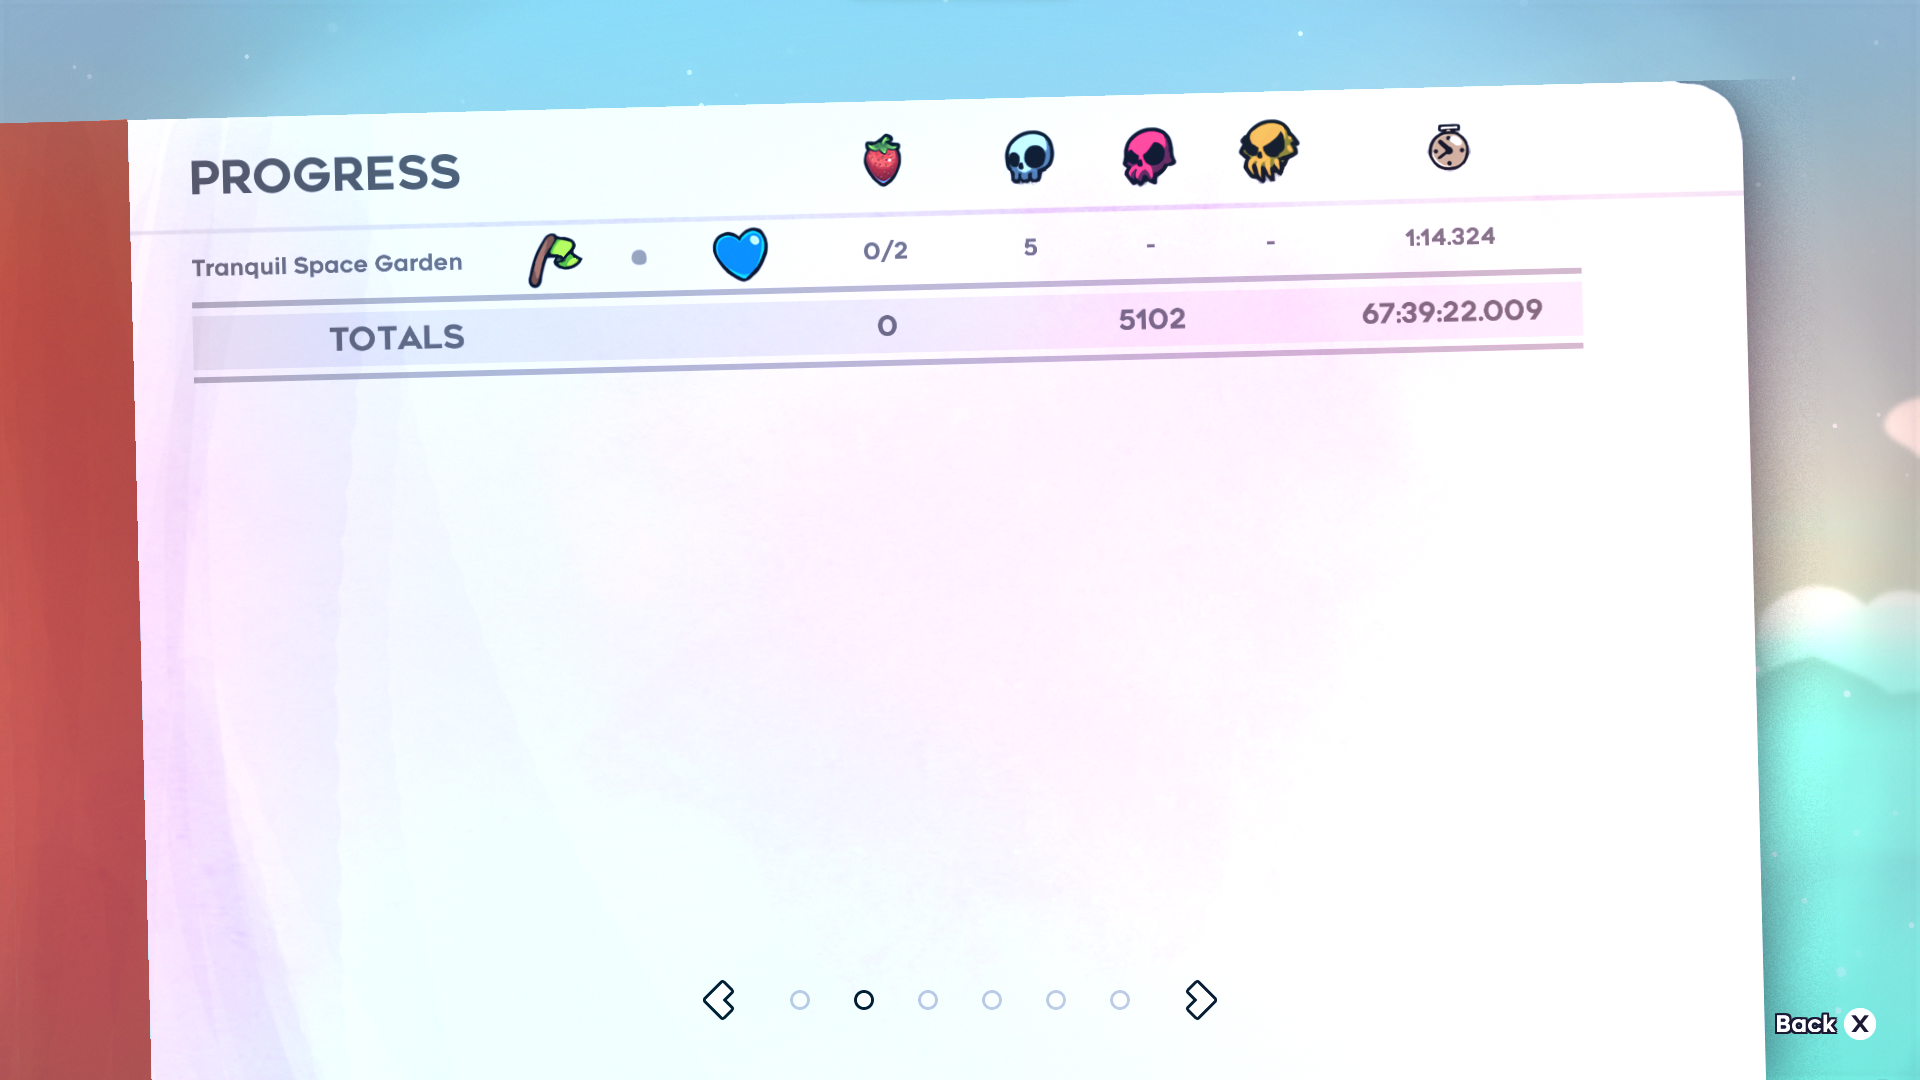 PROGRESS
Tranquil Space Garden 0/2 5 - - 1:14.324
TOTALS 0 5102 67:39:22.009
Back X